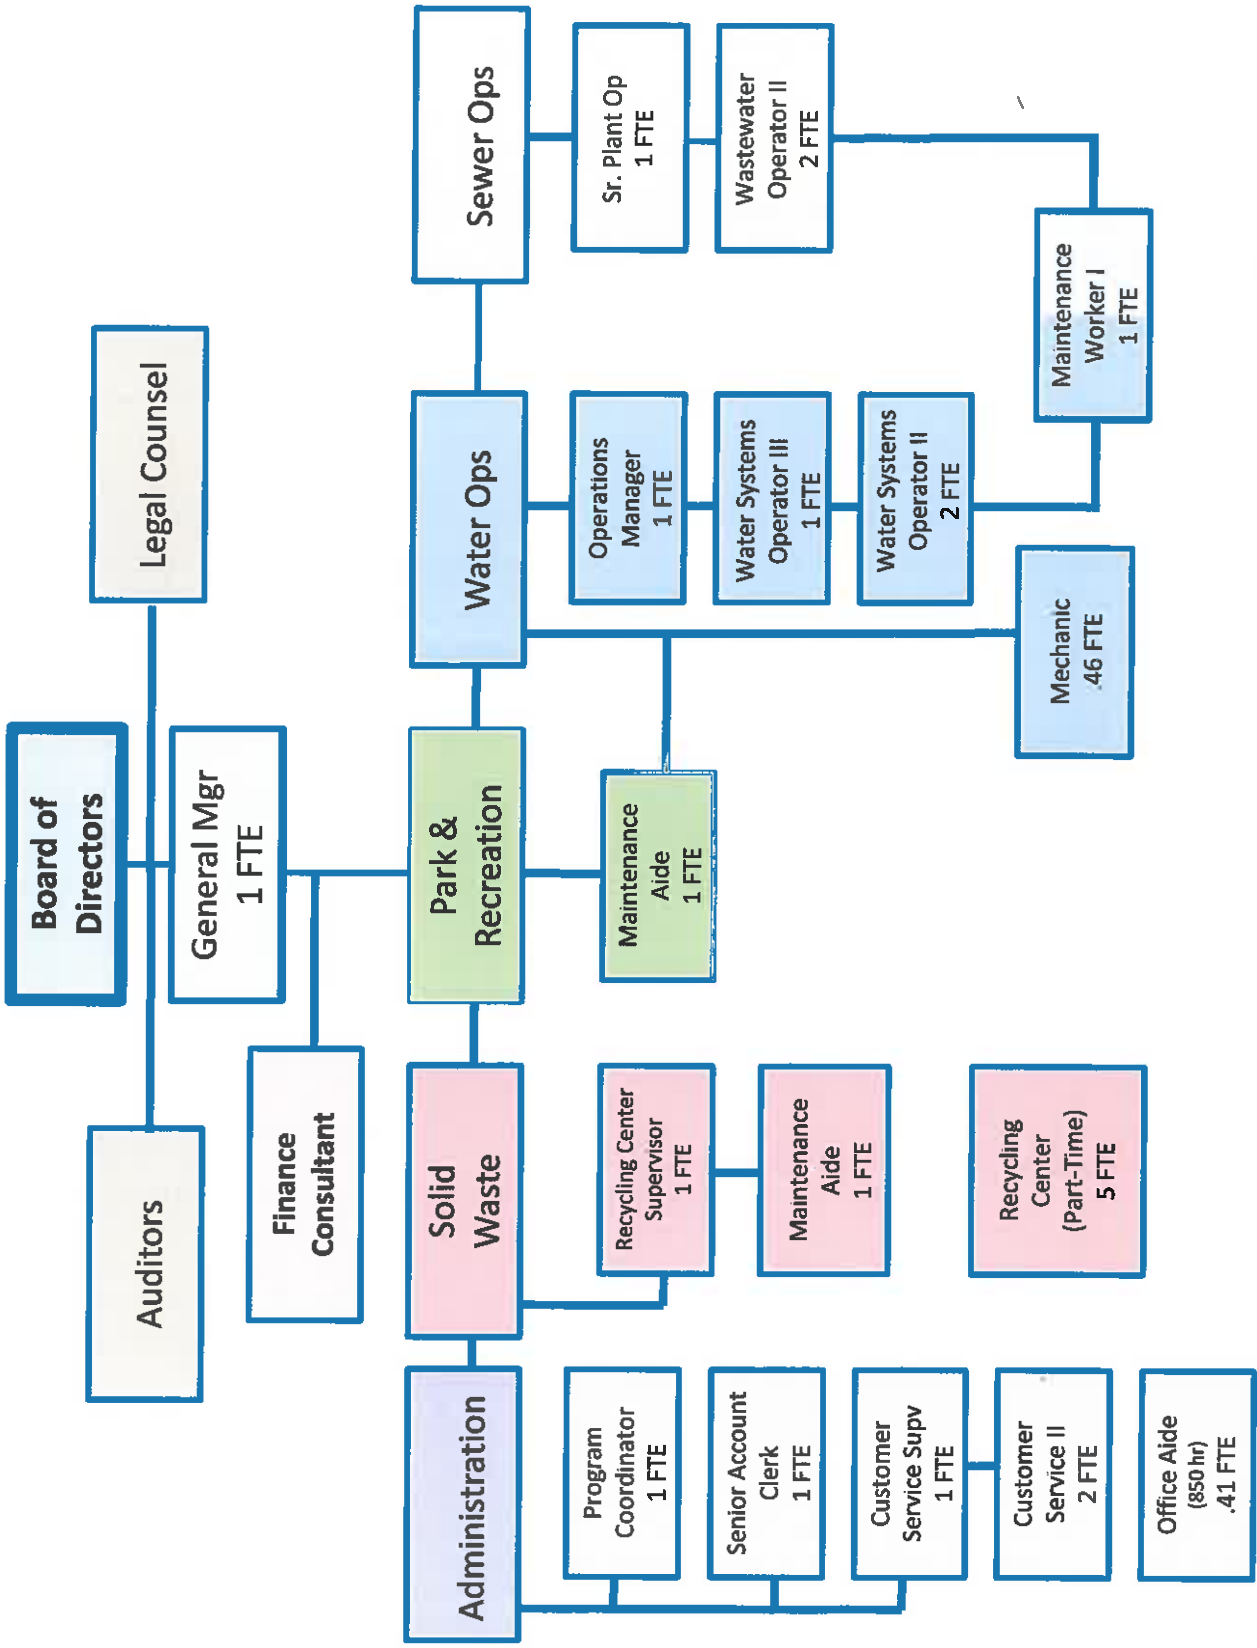 Board of
Directors
Auditors
Legal Counsel
General Mgr
1 FTE
Finance
Consultant
Administration
Solid
Waste
Park &
Recreation
Water Ops
Sewer Ops
Program
Coordinator
1 FTE
Senior Account
Clerk
1 FTE
Customer
Service Supv
1 FTE
Customer
Service II
2 FTE
Office Aide
(850 hr)
.41 FTE
Recycling Center
Supervisor
1 FTE
Maintenance
Aide
1 FTE
Recycling
Center
(Part-Time)
5 FTE
Maintenance
Aide
1 FTE
Operations
Manager
1 FTE
Water Systems
Operator III
1 FTE
Water Systems
Operator II
2 FTE
Mechanic
.46 FTE
Sr. Plant Op
1 FTE
Wastewater
Operator II
2 FTE
Maintenance
Worker I
1 FTE